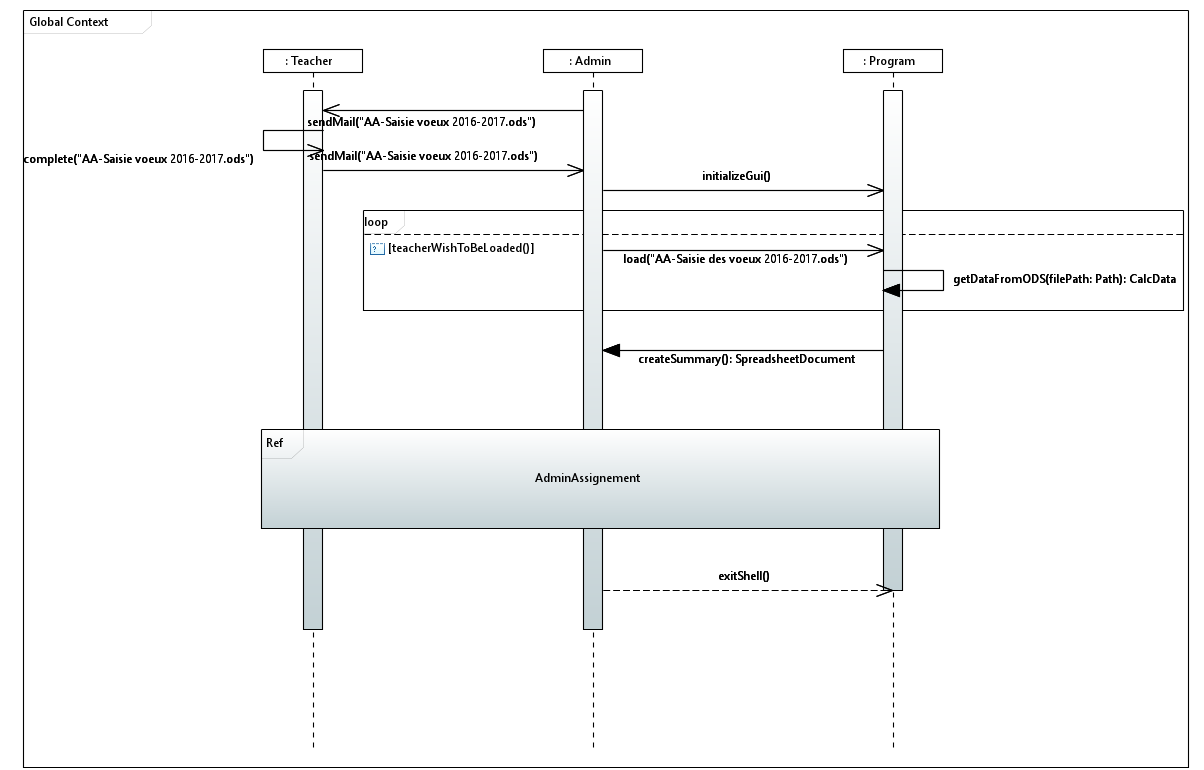 Global Context
: Teacher
: Admin
: Program
sendMail("AA-Saisie voeux 2016-2017.ods")
complete("AA-Saisie voeux 2016-2017.ods")
sendMail("AA-Saisie voeux 2016-2017.ods")
initializeGui()
loop
[teacherWishToBeLoaded()]
load("AA-Saisie des voeux 2016-2017.ods")
getDataFromODS(filePath: Path): CalcData
createSummary(): SpreadsheetDocument
Ref
AdminAssignement
exitShell()